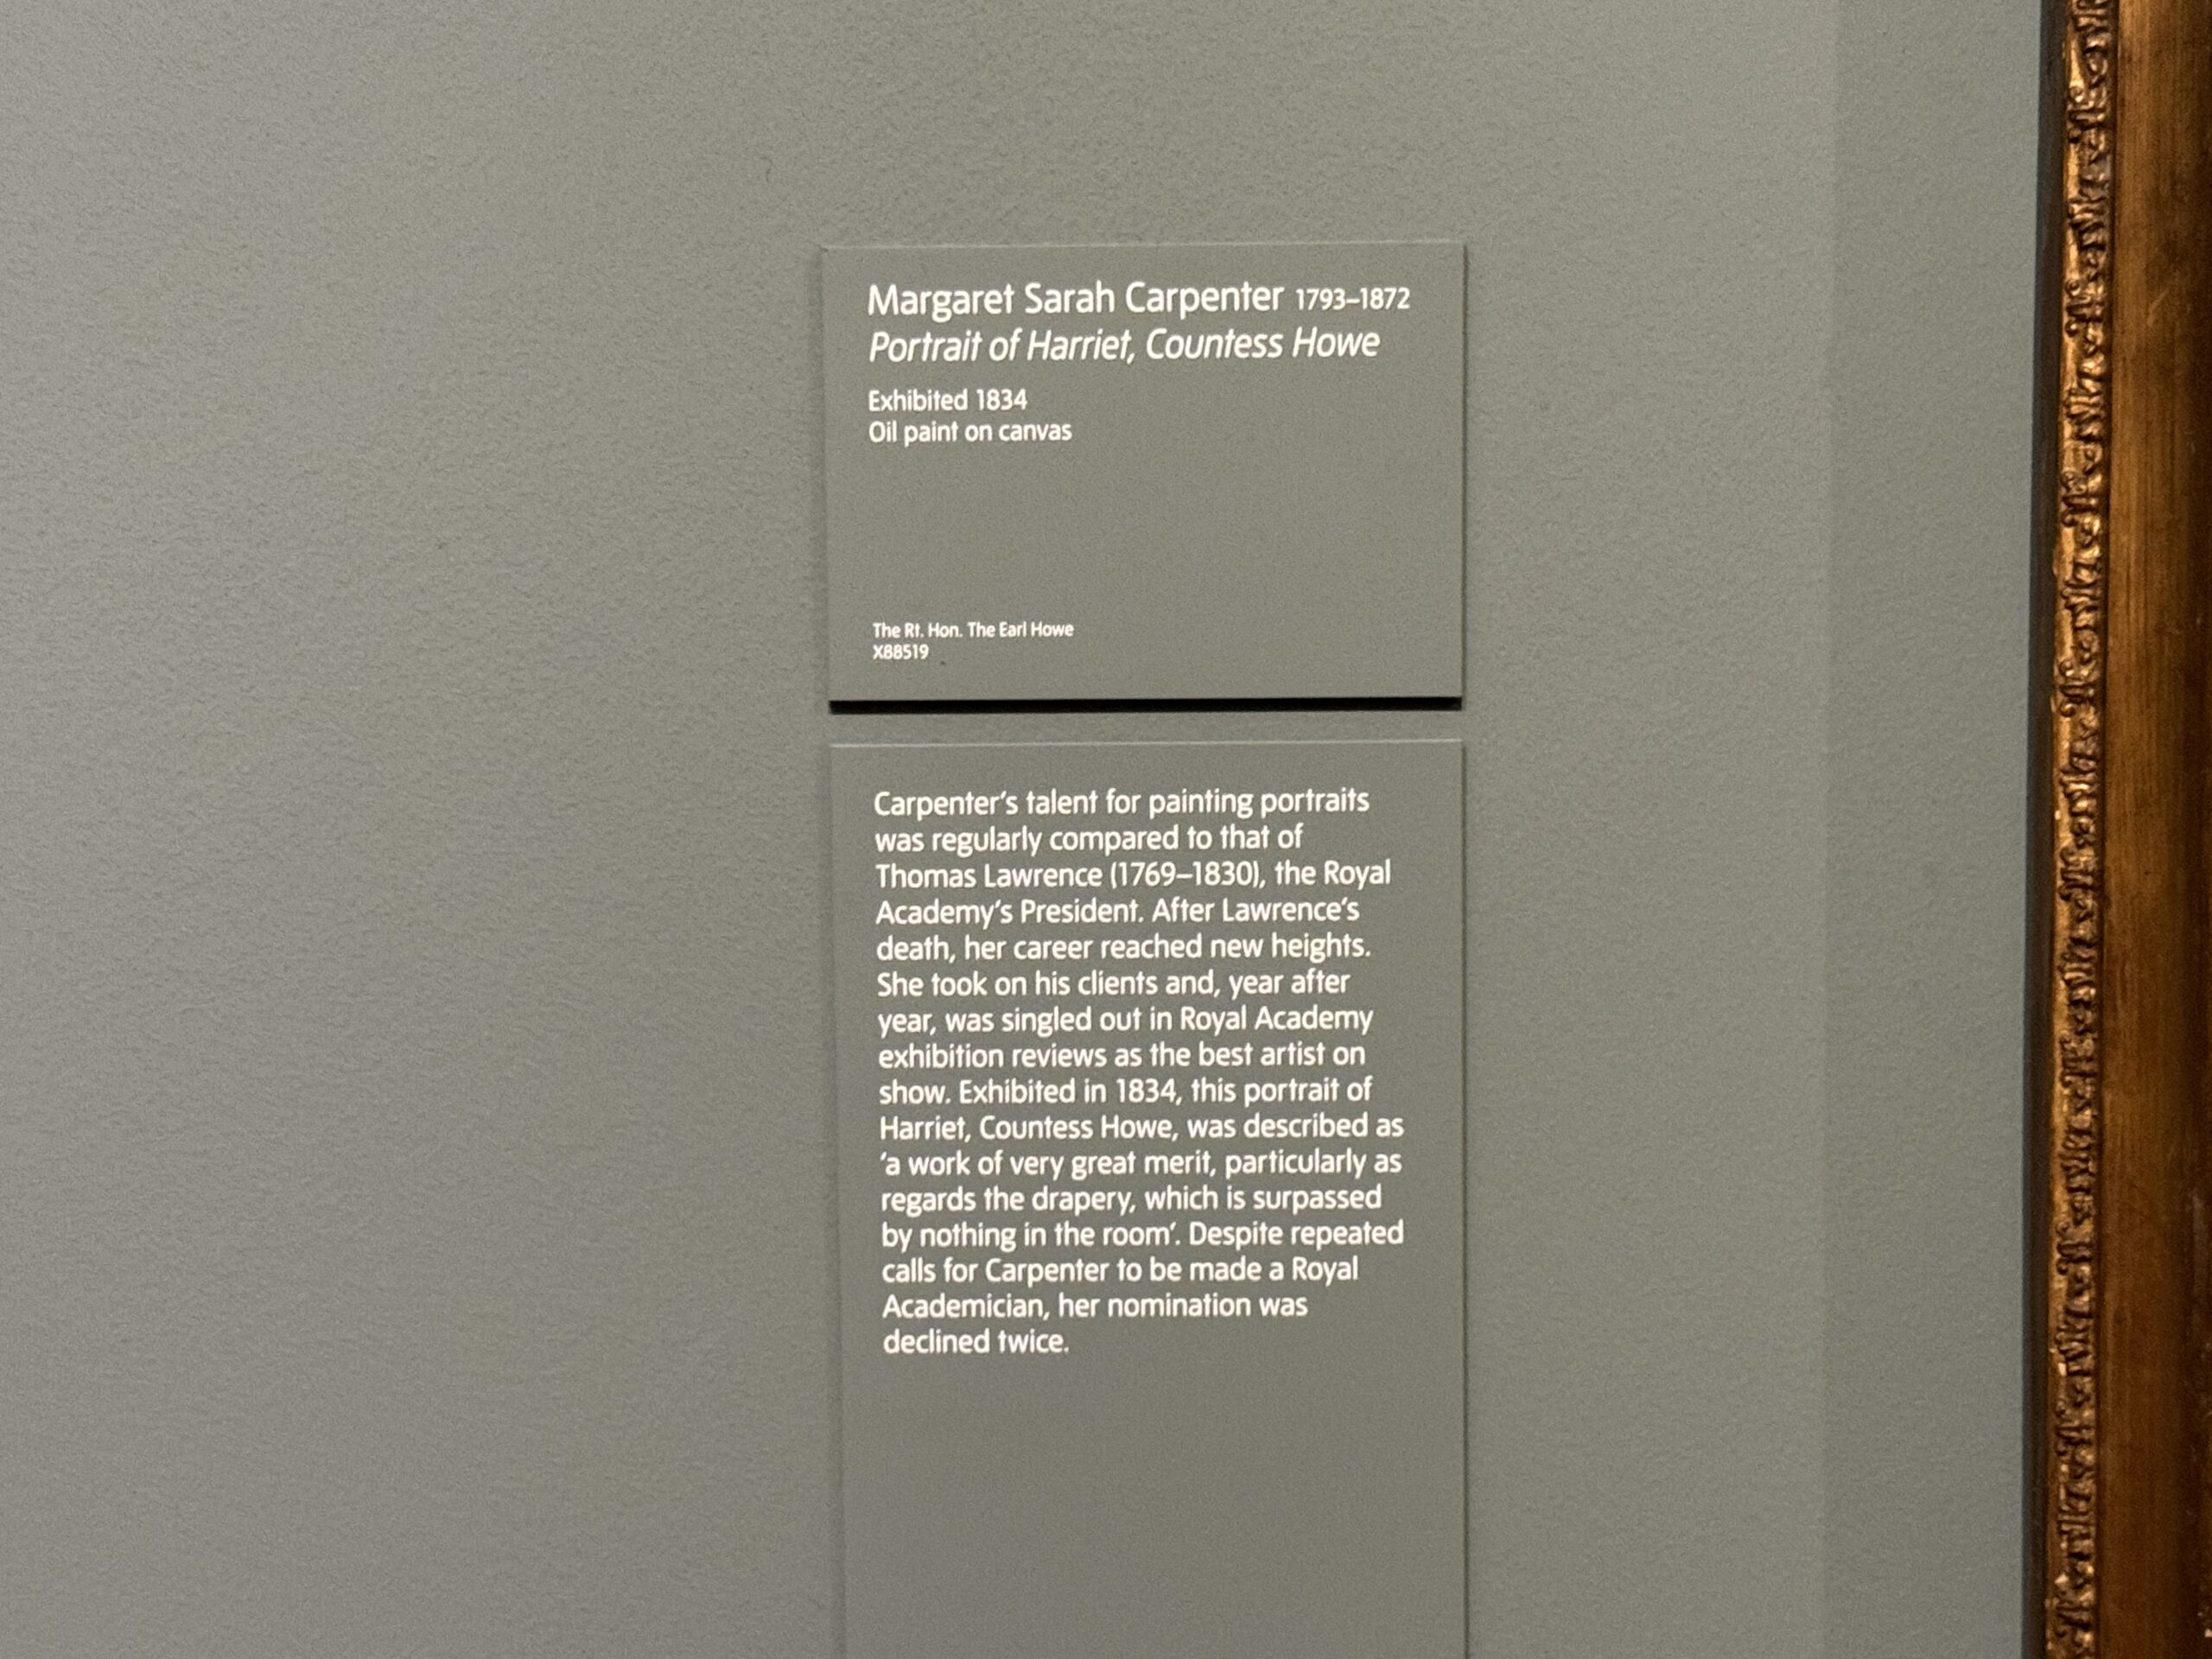 Margaret Sarah Carpenter 1793–1872
Portrait of Harriet, Countess Howe
Exhibited 1834
Oil paint on canvas
The Rt. Hon. The Earl Howe
X88519
Carpenter's talent for painting portraits
was regularly compared to that of
Thomas Lawrence (1769–1830), the Royal
Academy's President. After Lawrence's
death, her career reached new heights.
She took on his clients and, year after
year, was singled out in Royal Academy
exhibition reviews as the best artist on
show. Exhibited in 1834, this portrait of
Harriet, Countess Howe, was described as
'a work of very great merit, particularly as
regards the drapery, which is surpassed
by nothing in the room'. Despite repeated
calls for Carpenter to be made a Royal
Academician, her nomination was
declined twice.